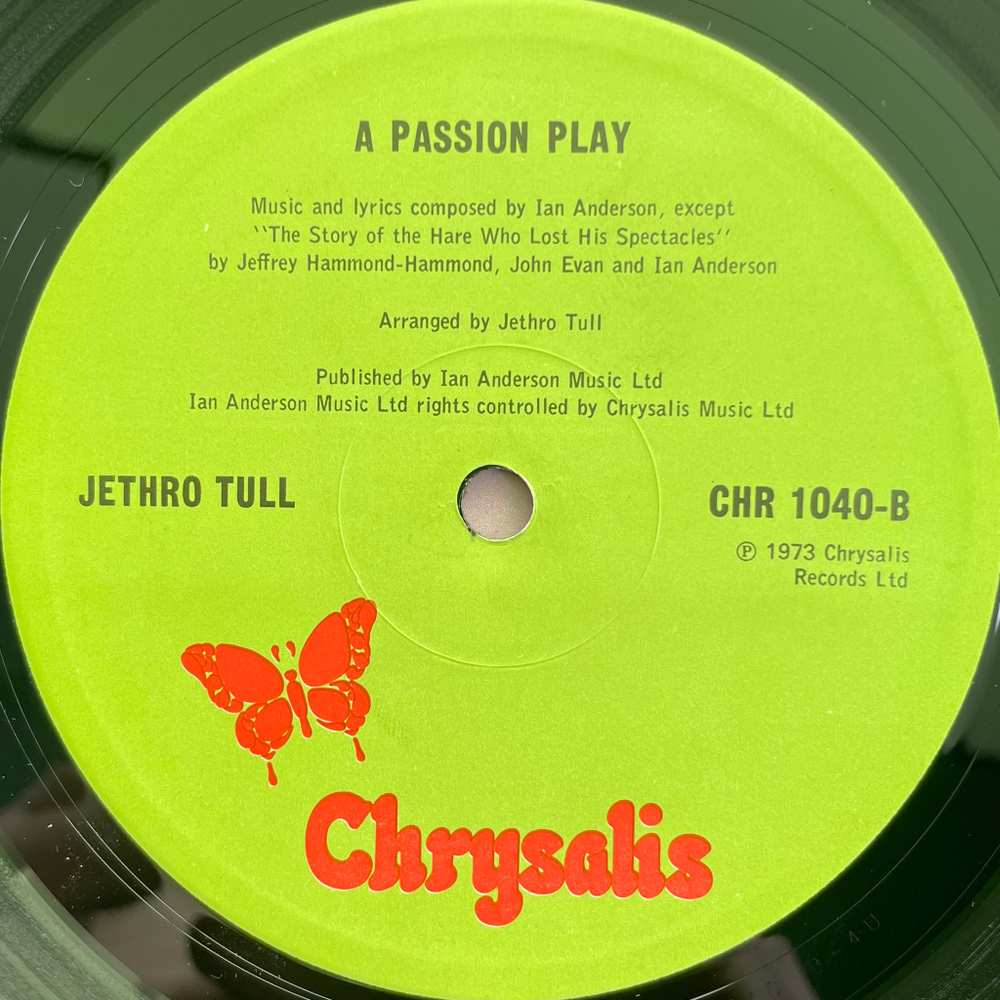 A PASSION PLAY
Music and lyrics composed by Ian Anderson, except
‘‘The Story of the Hare Who Lost His Spectacles’’
by Jeffrey Hammond-Hammond, John Evan and Ian Anderson
Arranged by Jethro Tull
Published by Ian Anderson Music Ltd
Ian Anderson Music Ltd rights controlled by Chrysalis Music Ltd
JETHRO TULL
CHR 1040-B
℗ 1973 Chrysalis
Records Ltd
Chrysalis